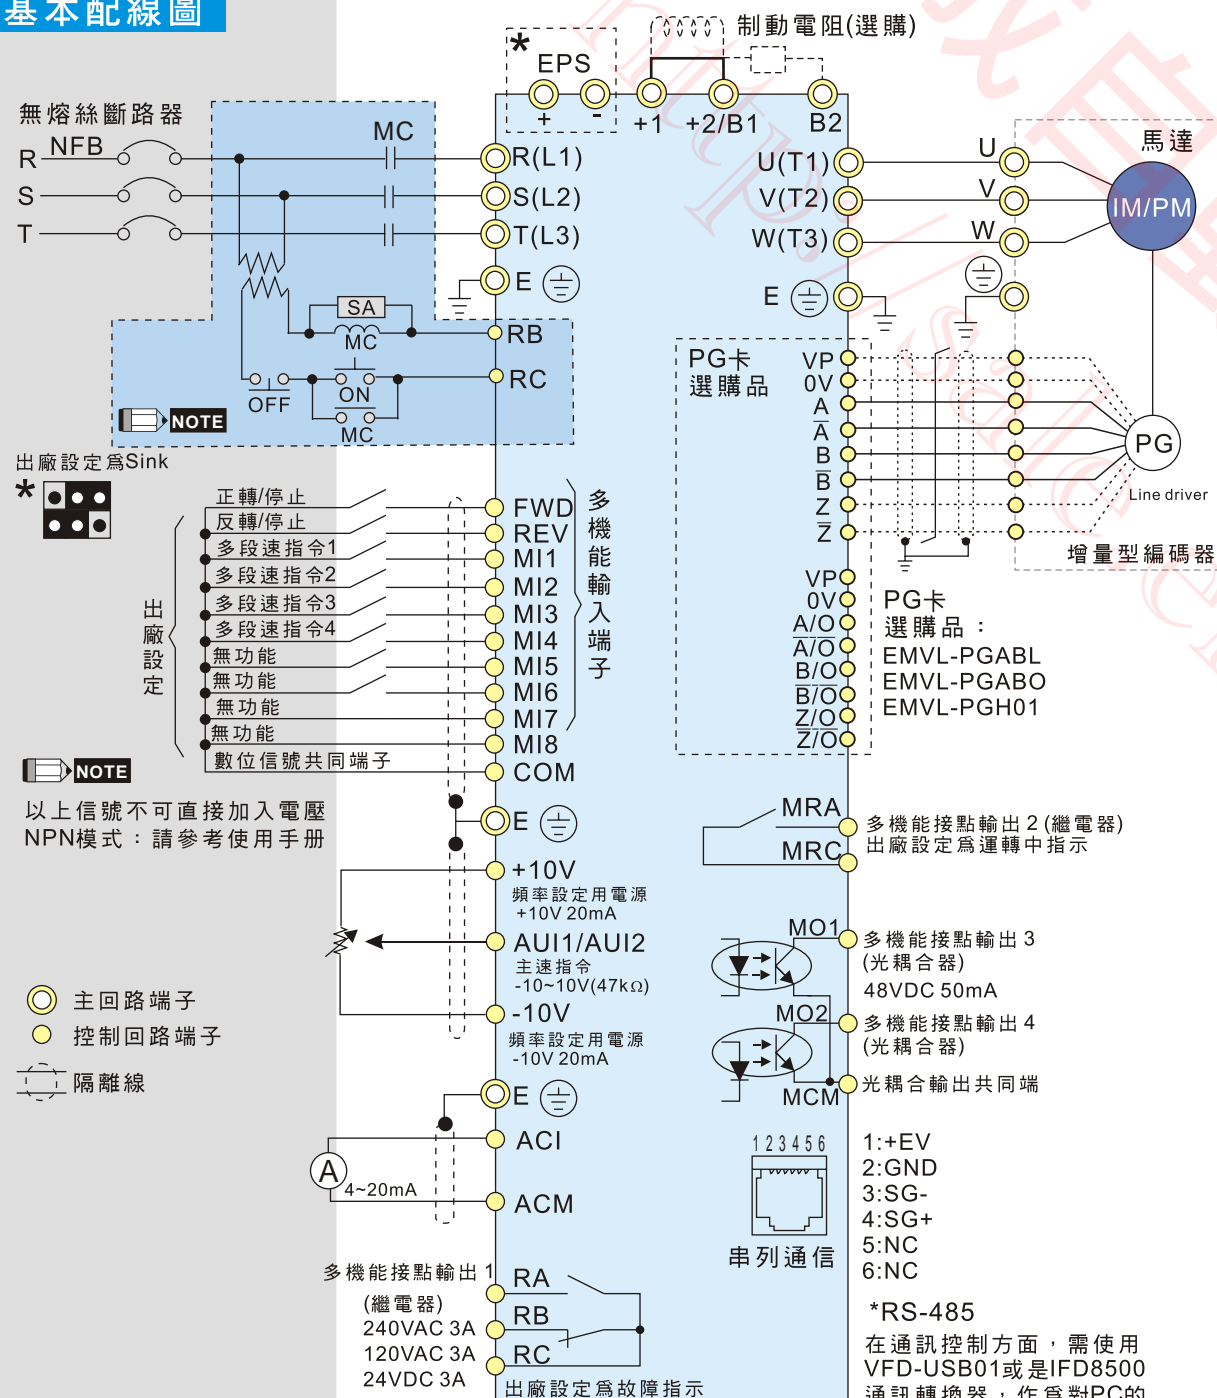 基本配線圖
制動電阻(選購)
* EPS
+ - +1 +2/B1 B2
無熔絲斷路器
NFB
MC
R
S
T
R(L1)
S(L2)
T(L3)
E
U(T1)
V(T2)
W(T3)
E
U
V
W
馬達
IM/PM
SA
MC
RB
RC
OFF
ON
MC
NOTE
PG卡
選購品
VP
0V
A
A
B
B
Z
Z
PG
Line driver
增量型編碼器
出廠設定為Sink
*
正轉/停止
反轉/停止
多段速指令1
多段速指令2
多段速指令3
多段速指令4
無功能
無功能
無功能
無功能
數位信號共同端子
出廠設定
FWD
REV
MI1
MI2
MI3
MI4
MI5
MI6
MI7
MI8
COM
多機能輸入端子
VP
0V
A/O
A/O
B/O
B/O
Z/O
Z/O
PG卡
選購品：
EMVL-PGABL
EMVL-PGABO
EMVL-PGH01
NOTE
以上信號不可直接加入電壓
NPN模式：請參考使用手冊
E
+10V
頻率設定用電源
+10V 20mA
AUI1/AUI2
主速指令
-10~10V(47kΩ)
-10V
頻率設定用電源
-10V 20mA
E
ACI
A
4~20mA
ACM
主回路端子
控制回路端子
隔離線
MRA
MRC
多機能接點輸出2(繼電器)
出廠設定為運轉中指示
MO1
多機能接點輸出3
(光耦合器)
48VDC 50mA
MO2
多機能接點輸出4
(光耦合器)
MCM
光耦合輸出共同端
1 2 3 4 5 6
串列通信
1:+EV
2:GND
3:SG-
4:SG+
5:NC
6:NC
多機能接點輸出1
(繼電器)
240VAC 3A
120VAC 3A
24VDC 3A
RA
RB
RC
出廠設定為故障指示
*RS-485
在通訊控制方面，需使用
VFD-USB01或是IFD8500
通訊轉換器，作為對PC的
http://sale